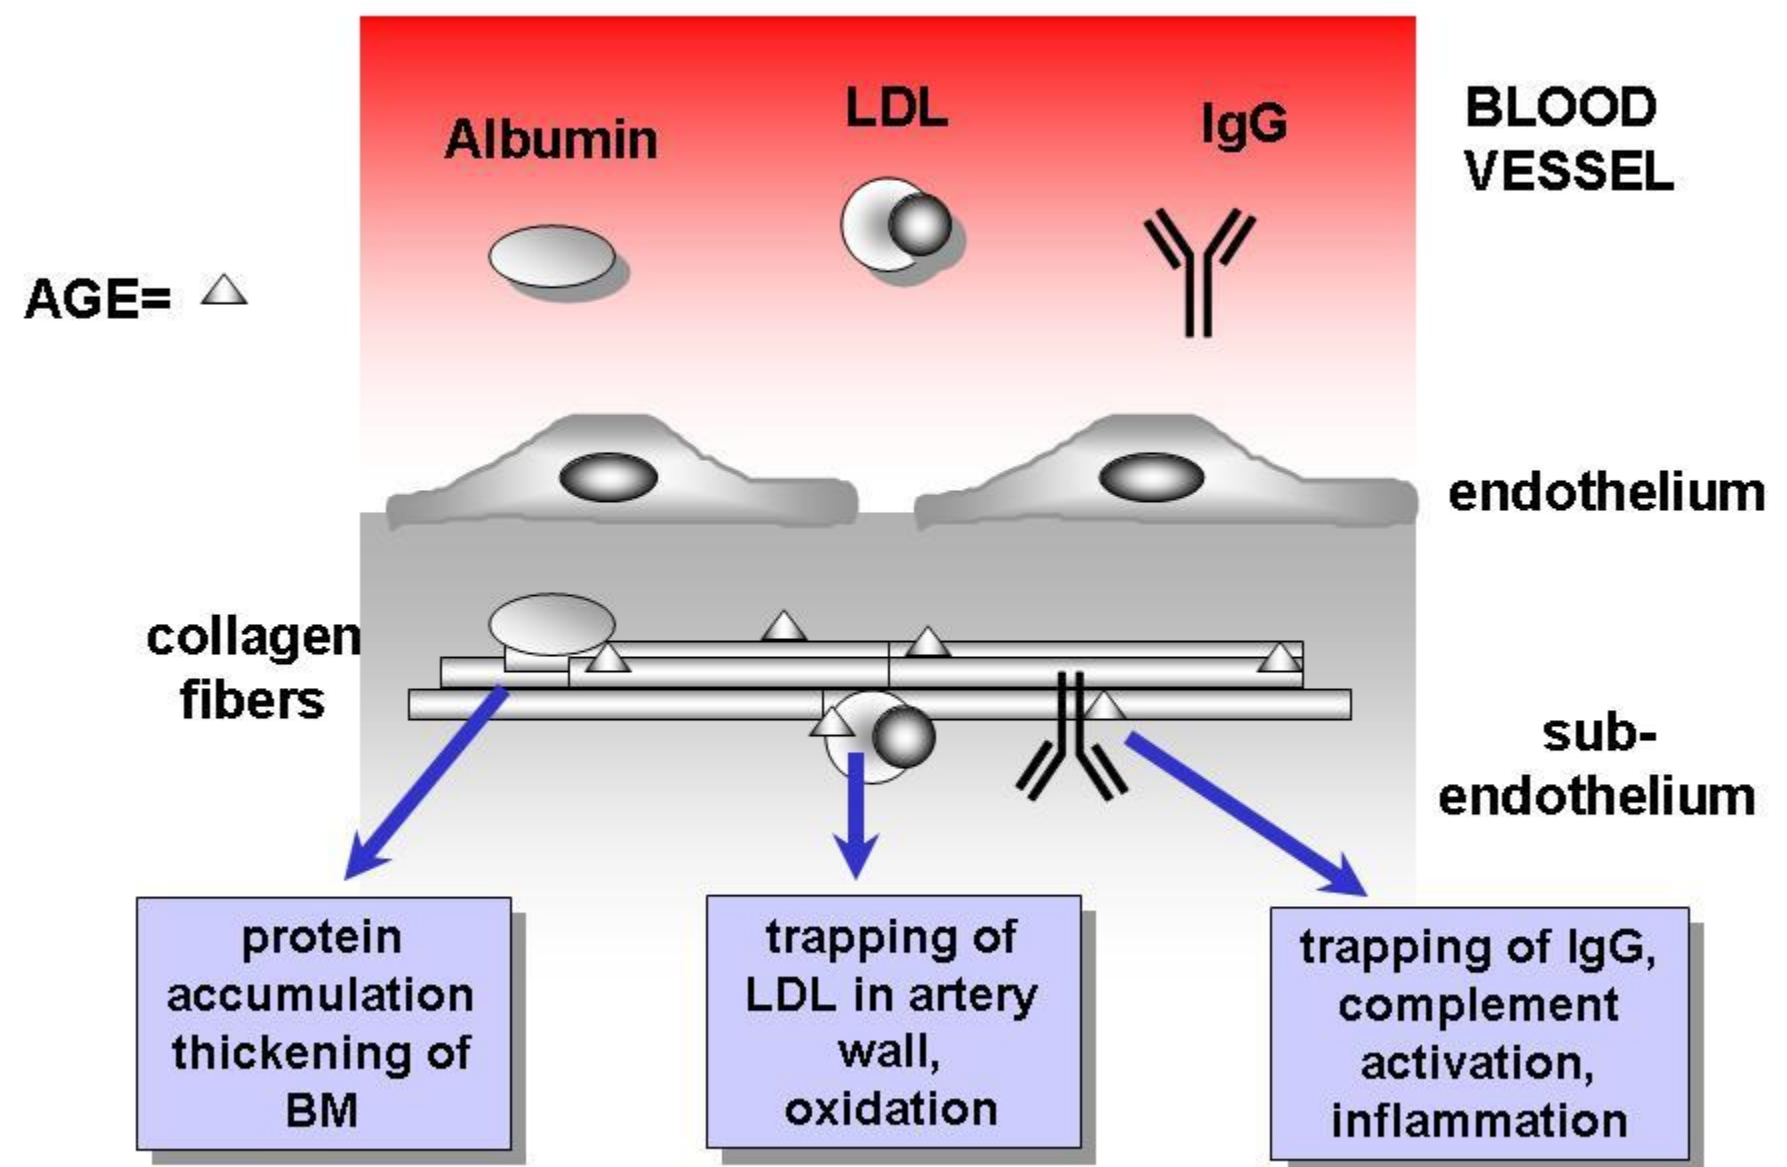 Albumin
LDL
IgG
BLOOD
VESSEL
AGE=
endothelium
collagen
fibers
sub-
endothelium
protein
accumulation
thickening of
BM
trapping of
LDL in artery
wall,
oxidation
trapping of IgG,
complement
activation,
inflammation